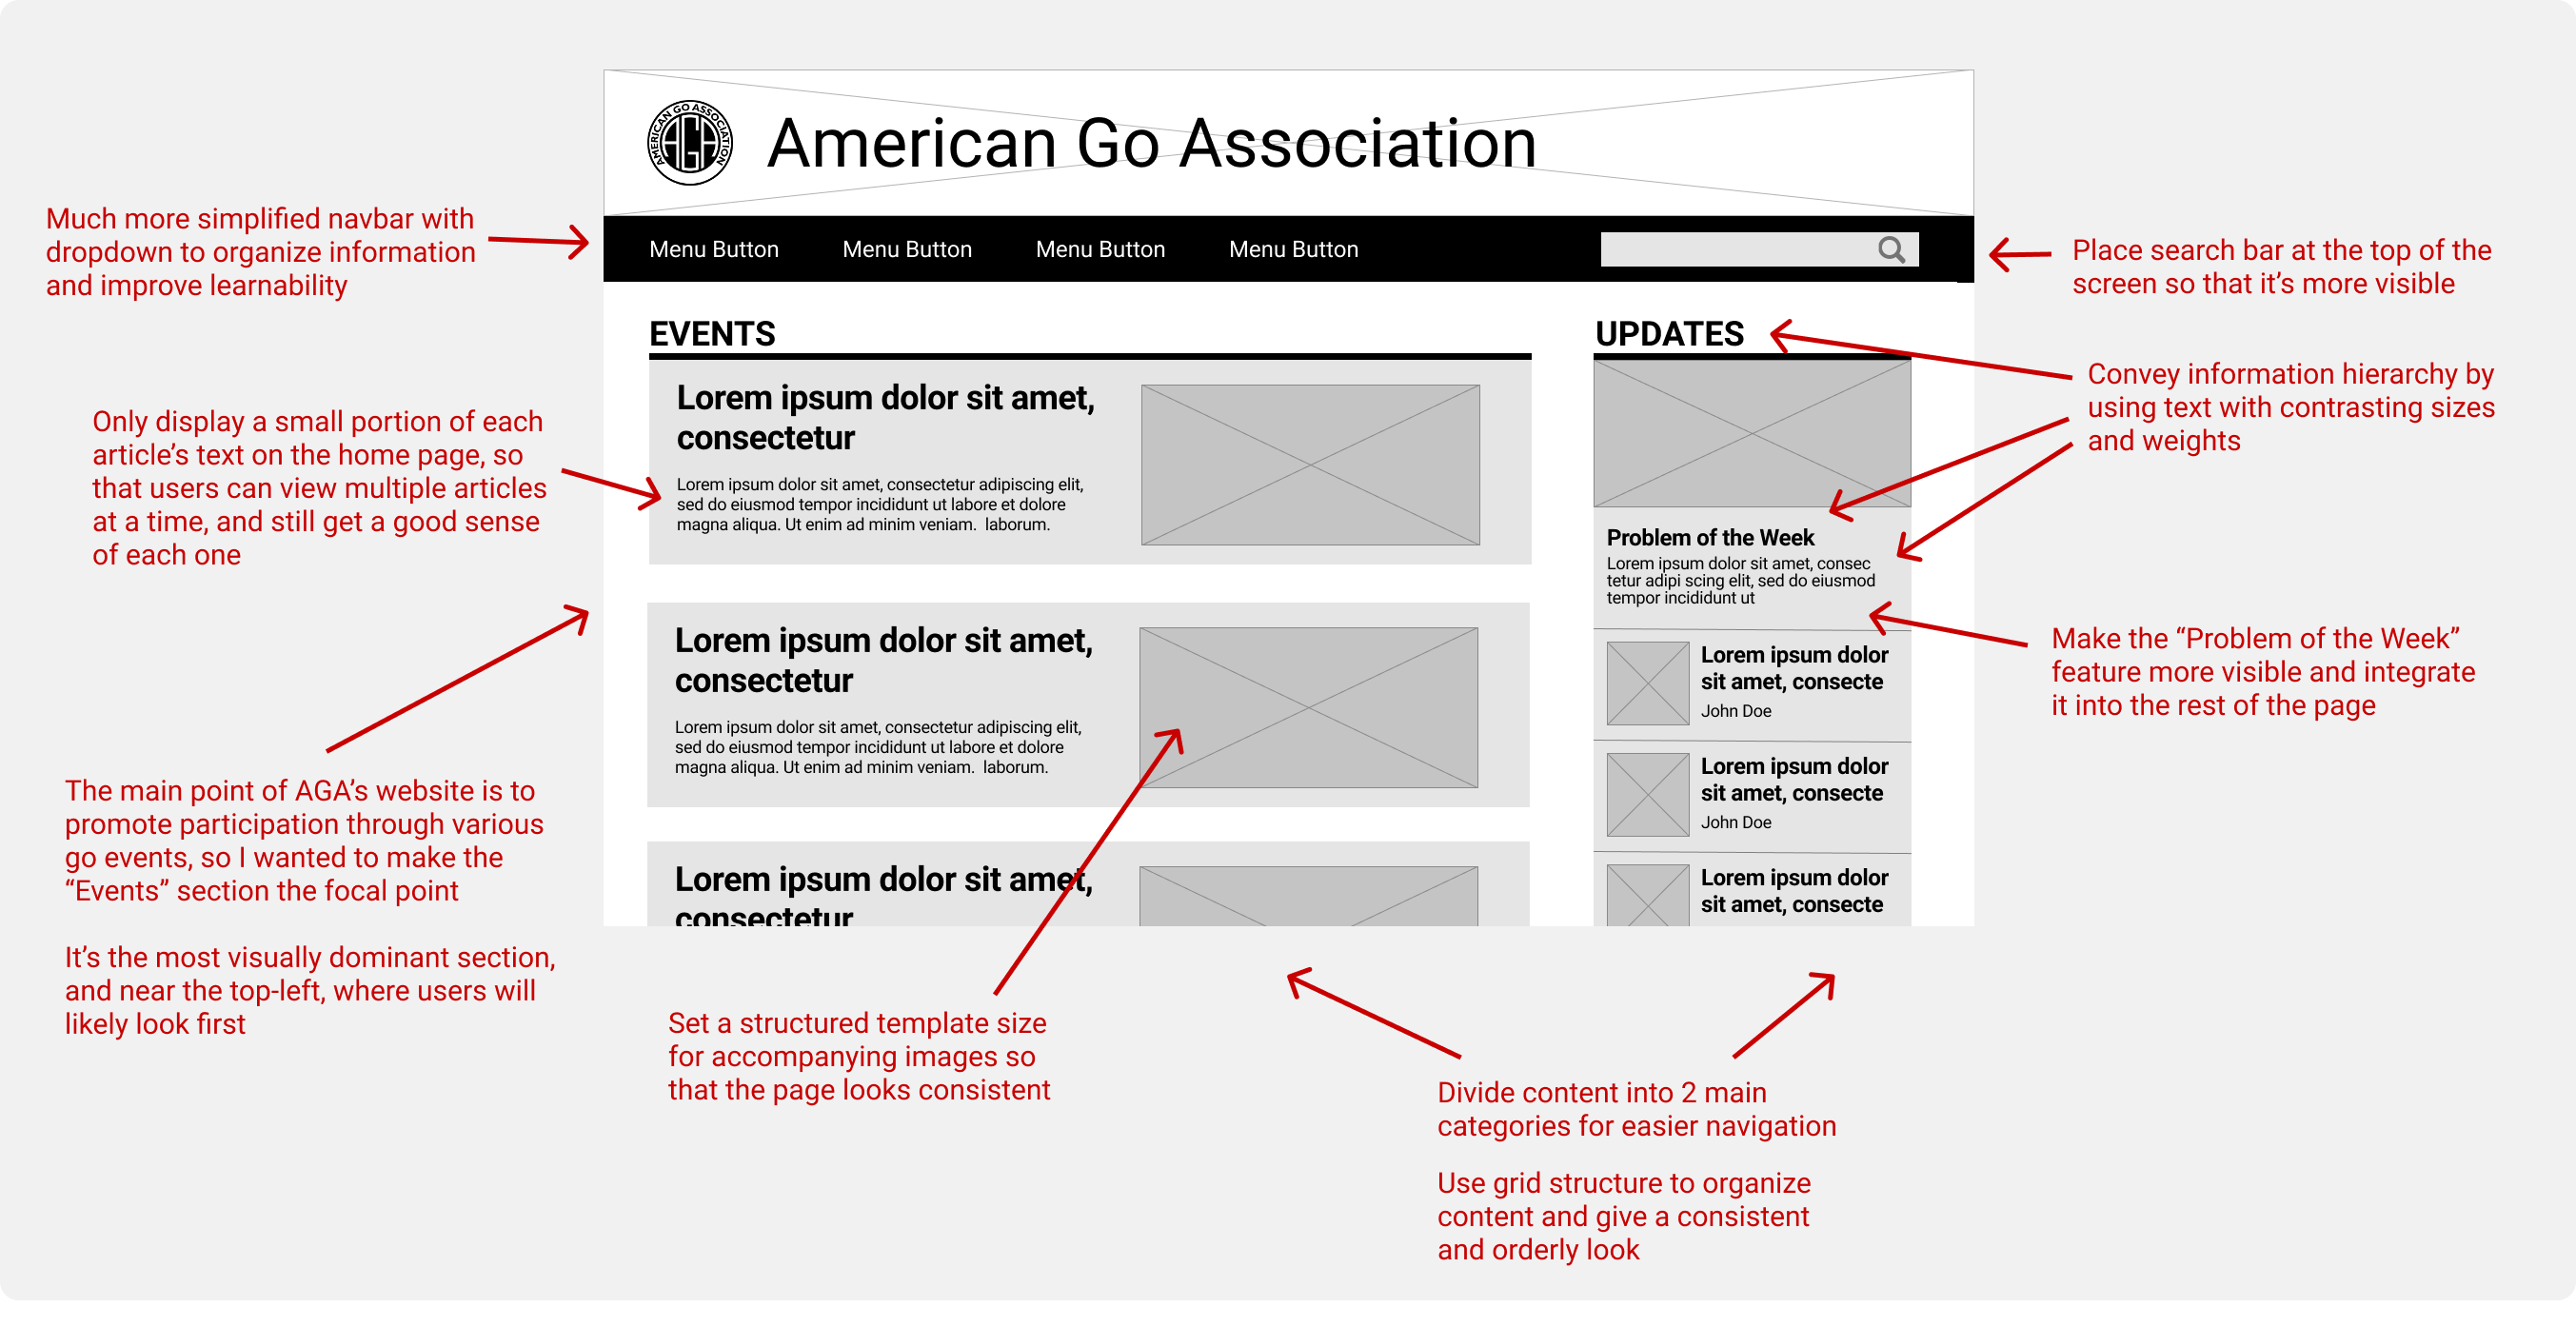 AMERICAN GO ASSOCIATION
AGA
American Go Association
Menu Button
Menu Button
Menu Button
Menu Button
Much more simplified navbar with
dropdown to organize information
and improve learnability
Place search bar at the top of the
screen so that it’s more visible
EVENTS
UPDATES
Convey information hierarchy by
using text with contrasting sizes
and weights
Only display a small portion of each
article’s text on the home page, so
that users can view multiple articles
at a time, and still get a good sense
of each one
Lorem ipsum dolor sit amet,
consectetur
Lorem ipsum dolor sit amet, consectetur adipiscing elit,
sed do eiusmod tempor incididunt ut labore et dolore
magna aliqua. Ut enim ad minim veniam.  laborum.
Problem of the Week
Lorem ipsum dolor sit amet, consec
tetur adipi scing elit, sed do eiusmod
tempor incididunt ut
Make the “Problem of the Week”
feature more visible and integrate
it into the rest of the page
Lorem ipsum dolor sit amet,
consectetur
Lorem ipsum dolor sit amet, consectetur adipiscing elit,
sed do eiusmod tempor incididunt ut labore et dolore
magna aliqua. Ut enim ad minim veniam.  laborum.
Lorem ipsum dolor
sit amet, consecte
John Doe
Lorem ipsum dolor
sit amet, consecte
John Doe
Lorem ipsum dolor
sit amet, consecte
Lorem ipsum dolor sit amet,
consectetur
The main point of AGA’s website is to
promote participation through various
go events, so I wanted to make the
“Events” section the focal point
It’s the most visually dominant section,
and near the top-left, where users will
likely look first
Set a structured template size
for accompanying images so
that the page looks consistent
Divide content into 2 main
categories for easier navigation
Use grid structure to organize
content and give a consistent
and orderly look